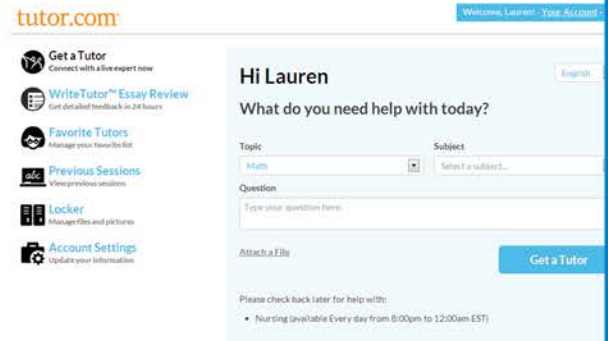 tutor.com
Welcome, Lauren! - Your Account -
Get a Tutor
Connect with a live expert now
WriteTutor™ Essay Review
Get detailed feedback in 24 hours
Favorite Tutors
Manage your favorite list
abc
Previous Sessions
View previous sessions
Locker
Manage files and pictures
Account Settings
Update your information
Hi Lauren
English
What do you need help with today?
Topic
Subject
Math
Select a subject...
Question
Type your question here.
Attach a File
Get a Tutor
Please check back later for help with:
• Nursing (available Every day from 8:00pm to 12:00am EST)